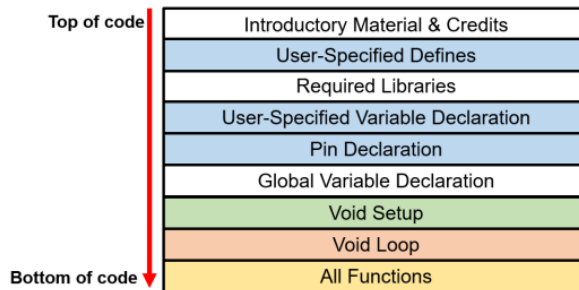 Top of code
Introductory Material & Credits
User-Specified Defines
Required Libraries
User-Specified Variable Declaration
Pin Declaration
Global Variable Declaration
Void Setup
Void Loop
Bottom of code
All Functions